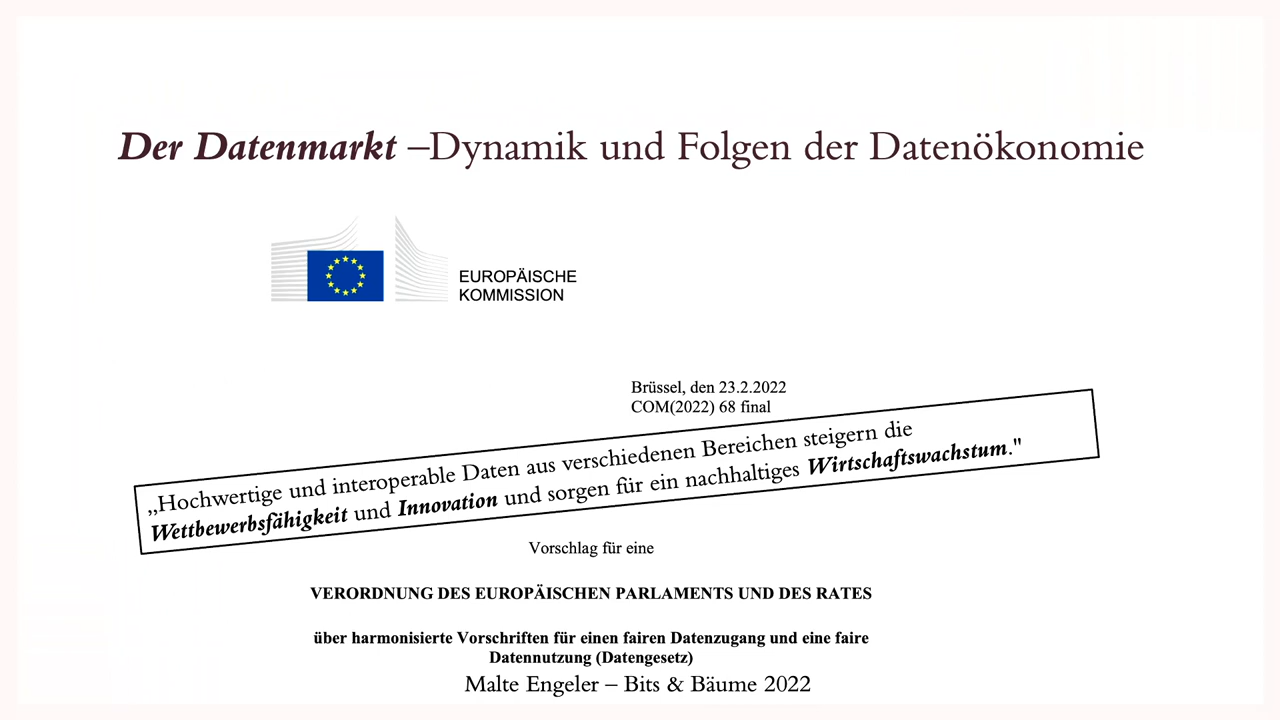 Der Datenmarkt –Dynamik und Folgen der Datenökonomie
EUROPÄISCHE
KOMMISSION
Brüssel, den 23.2.2022
COM(2022) 68 final
„Hochwertige und interoperable Daten aus verschiedenen Bereichen steigern die
Wettbewerbsfähigkeit und Innovation und sorgen für ein nachhaltiges Wirtschaftswachstum."
Vorschlag für eine
VERORDNUNG DES EUROPÄISCHEN PARLAMENTS UND DES RATES
über harmonisierte Vorschriften für einen fairen Datenzugang und eine faire
Datennutzung (Datengesetz)
Malte Engeler – Bits & Bäume 2022